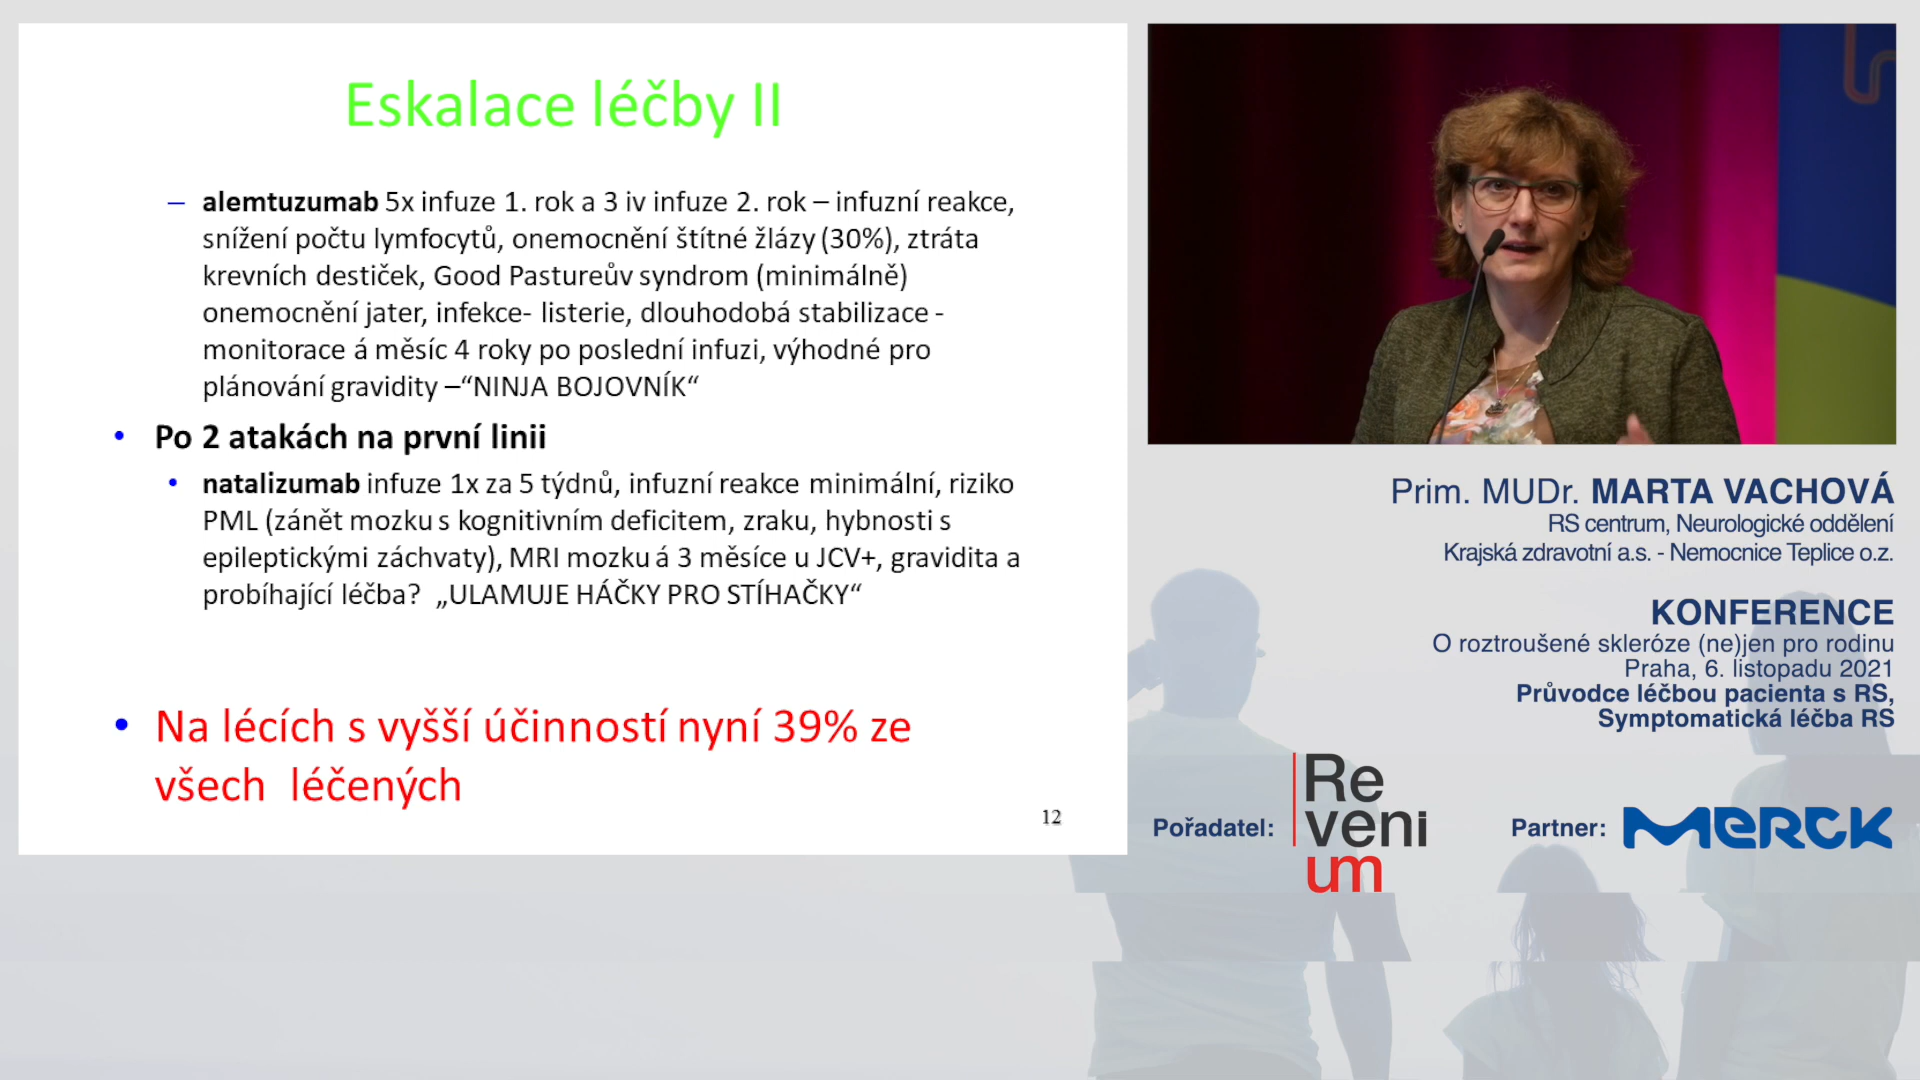 Eskalace léčby II
– alemtuzumab 5x infuze 1. rok a 3 iv infuze 2. rok – infuzní reakce,
snížení počtu lymfocytů, onemocnění štítné žlázy (30%), ztráta
krevních destiček, Good Pastureův syndrom (minimálně)
onemocnění jater, infekce- listerie, dlouhodobá stabilizace -
monitorace á měsíc 4 roky po poslední infuzi, výhodné pro
plánování gravidity –“NINJA BOJOVNÍK“
• Po 2 atakách na první linii
• natalizumab infuze 1x za 5 týdnů, infuzní reakce minimální, riziko
PML (zánět mozku s kognitivním deficitem, zraku, hybnosti s
epileptickými záchvaty), MRI mozku á 3 měsíce u JCV+, gravidita a
probíhající léčba? „ULAMUJE HÁČKY PRO STÍHAČKY“
• Na lécích s vyšší účinností nyní 39% ze
všech léčených
12
Prim. MUDr. MARTA VACHOVÁ
RS centrum, Neurologické oddělení
Krajská zdravotní a.s. - Nemocnice Teplice o.z.
KONFERENCE
O roztroušené skleróze (ne)jen pro rodinu
Praha, 6. listopadu 2021
Průvodce léčbou pacienta s RS,
Symptomatická léčba RS
Pořadatel:
Re
veni
um
Partner:
MERCK